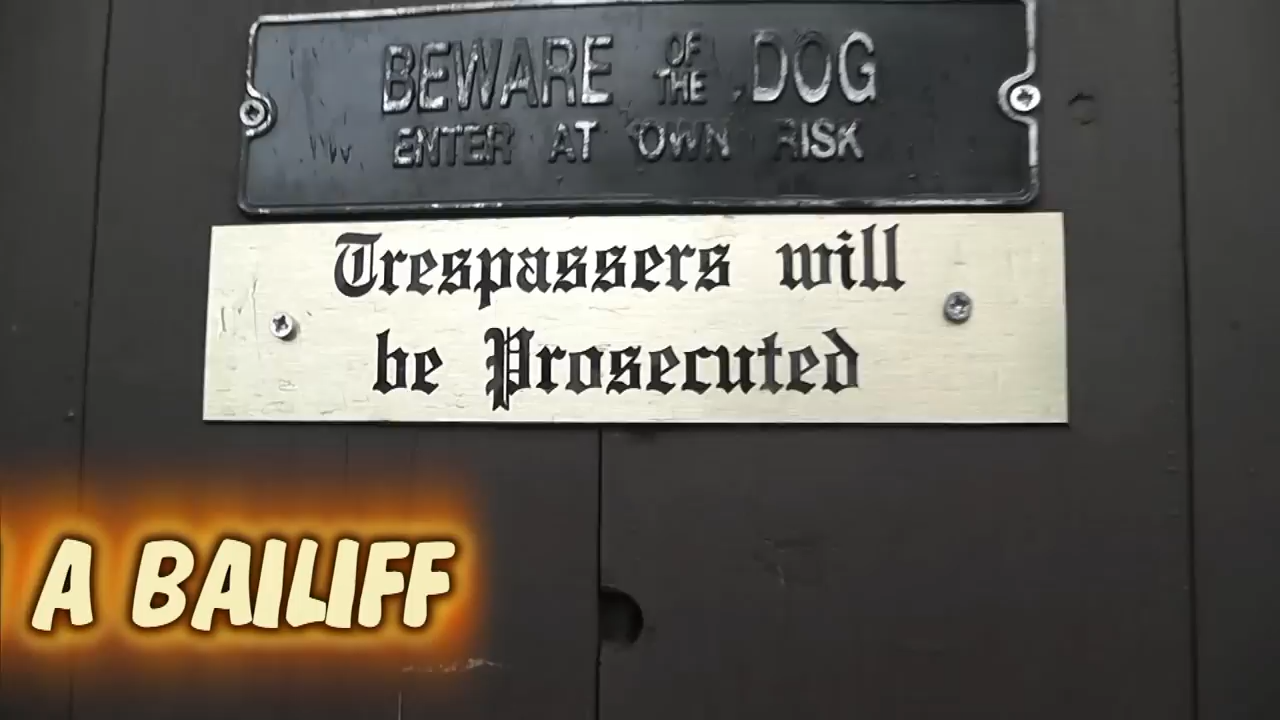 BEWARE OF THE DOG
ENTER AT OWN RISK
Trespassers will
be Prosecuted
A BAILIFF